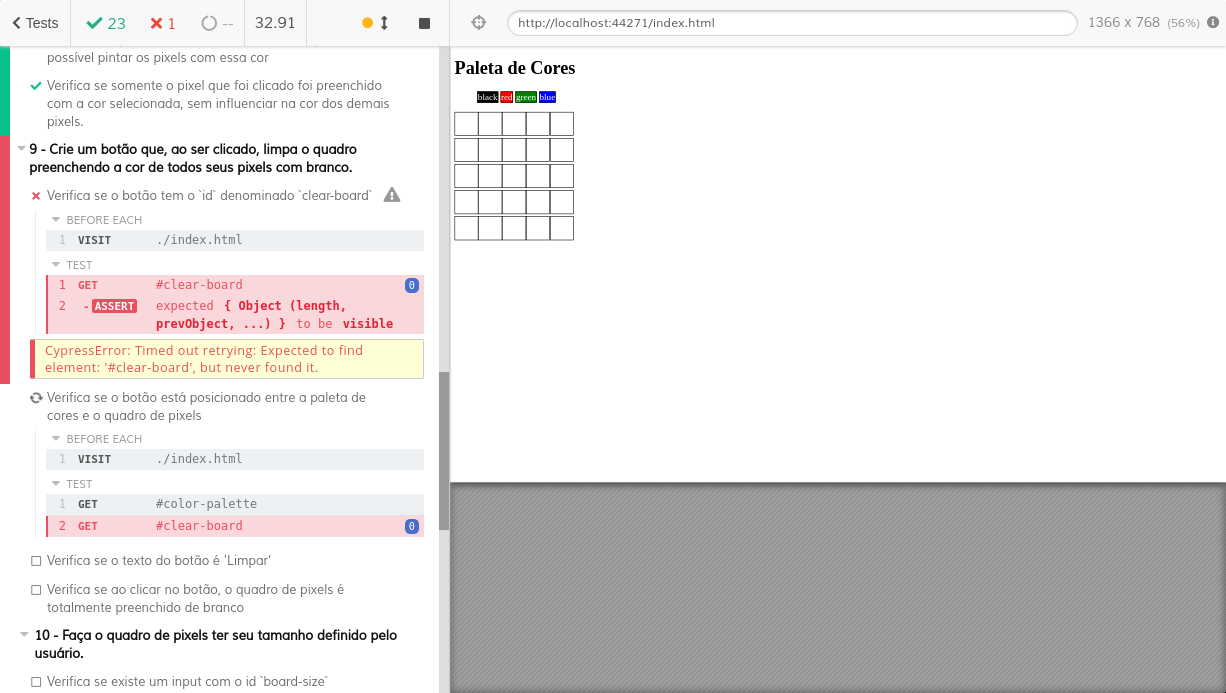 Tests 23 1 -- 32.91 http://localhost:44271/index.html 1366 x 768 (56%)
possível pintar os pixels com essa cor
Verifica se somente o pixel que foi clicado foi preenchido
com a cor selecionada, sem influenciar na cor dos demais
pixels.
9 - Crie um botão que, ao ser clicado, limpa o quadro
preenchendo a cor de todos seus pixels com branco.
Verifica se o botão tem o `id` denominado `clear-board`
BEFORE EACH
1 VISIT ./index.html
TEST
1 GET #clear-board 0
2 -ASSERT expected { Object (length,
prevObject, ...) } to be visible
CypressError: Timed out retrying: Expected to find
element: '#clear-board', but never found it.
Verifica se o botão está posicionado entre a paleta de
cores e o quadro de pixels
BEFORE EACH
1 VISIT ./index.html
TEST
1 GET #color-palette
2 GET #clear-board 0
Verifica se o texto do botão é 'Limpar'
Verifica se ao clicar no botão, o quadro de pixels é
totalmente preenchido de branco
10 - Faça o quadro de pixels ter seu tamanho definido pelo
usuário.
Verifica se existe um input com o id `board-size`
Paleta de Cores
black red green blue